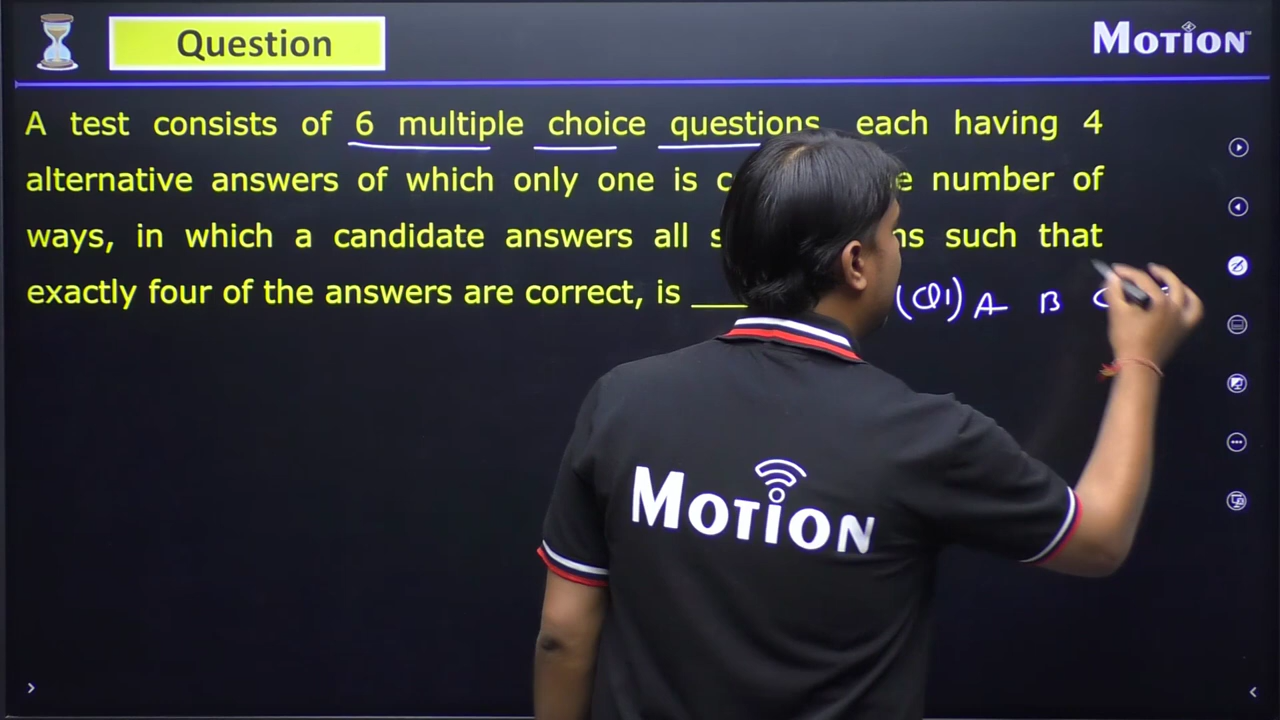 Question
MOTION
A test consists of 6 multiple choice questions, each having 4
alternative answers of which only one is number of
ways, in which a candidate answers all such that
exactly four of the answers are correct, is ___
(Q1) A B C
MOTION